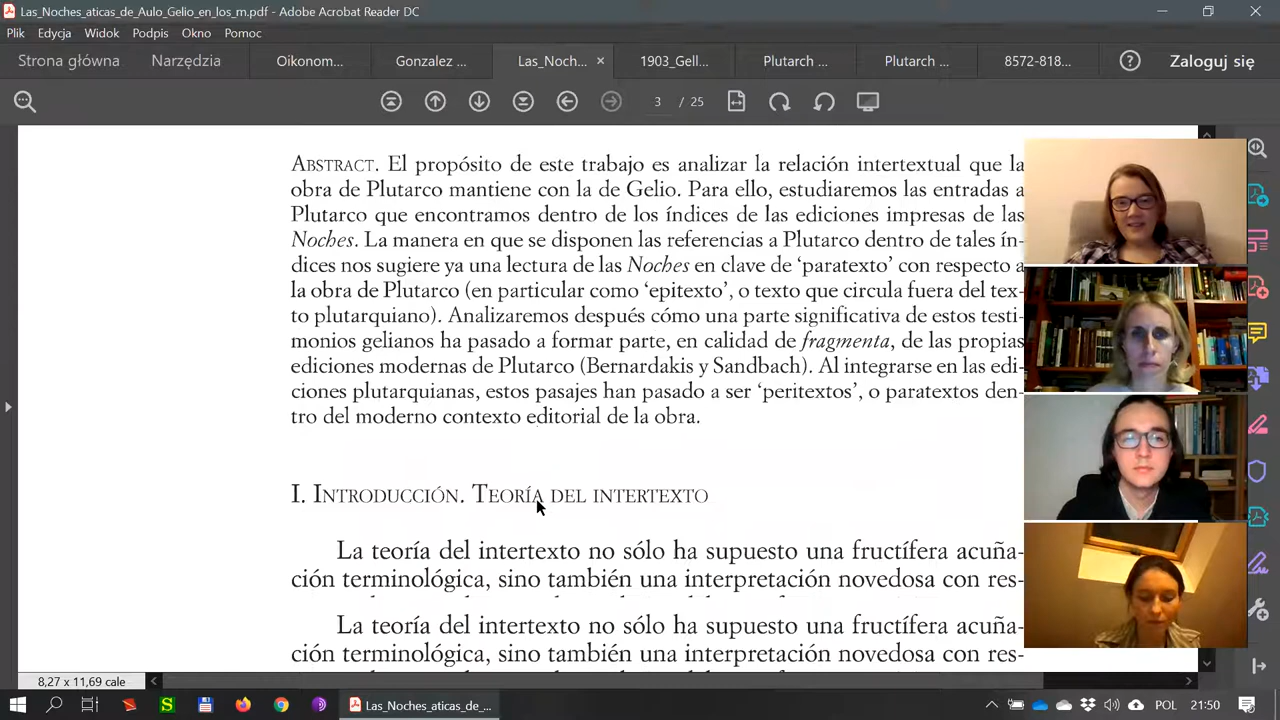 Las_Noches_aticas_de_Aulo_Gelio_en_los_m.pdf - Adobe Acrobat Reader DC
Plik Edycja Widok Podpis Okno Pomoc
Strona główna Narzędzia Oikonom... Gonzalez ... Las_Noch... × 1903_Gell... Plutarch ... Plutarch ... 8572-818... Zaloguj się
3 / 25
ABSTRACT. El propósito de este trabajo es analizar la relación intertextual que la
obra de Plutarco mantiene con la de Gelio. Para ello, estudiaremos las entradas a
Plutarco que encontramos dentro de los índices de las ediciones impresas de las
Noches. La manera en que se disponen las referencias a Plutarco dentro de tales ín-
dices nos sugiere ya una lectura de las Noches en clave de ‘paratexto’ con respecto a
la obra de Plutarco (en particular como ‘epitexto’, o texto que circula fuera del tex-
to plutarquiano). Analizaremos después cómo una parte significativa de estos testi-
monios gelianos ha pasado a formar parte, en calidad de fragmenta, de las propias
ediciones modernas de Plutarco (Bernardakis y Sandbach). Al integrarse en las edi-
ciones plutarquianas, estos pasajes han pasado a ser ‘peritextos’, o paratextos den-
tro del moderno contexto editorial de la obra.
I. INTRODUCCIÓN. TEORÍA DEL INTERTEXTO
La teoría del intertexto no sólo ha supuesto una fructífera acuña-
ción terminológica, sino también una interpretación novedosa con res-
La teoría del intertexto no sólo ha supuesto una fructífera acuña-
ción terminológica, sino también una interpretación novedosa con res-
8,27 x 11,69 cale
Las_Noches_aticas_de_... POL 21:50